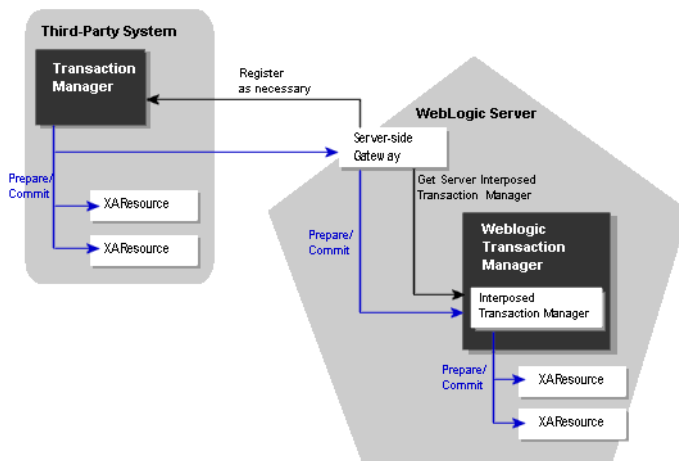 Third-Party System
Transaction
Manager
Register
as necessary
WebLogic Server
Server-side
Gateway
Prepare/
Commit
XAResource
XAResource
Get Server Interposed
Transaction Manager
Prepare/
Commit
Weblogic
Transaction
Manager
Interposed
Transaction Manager
Prepare/
Commit
XAResource
XAResource